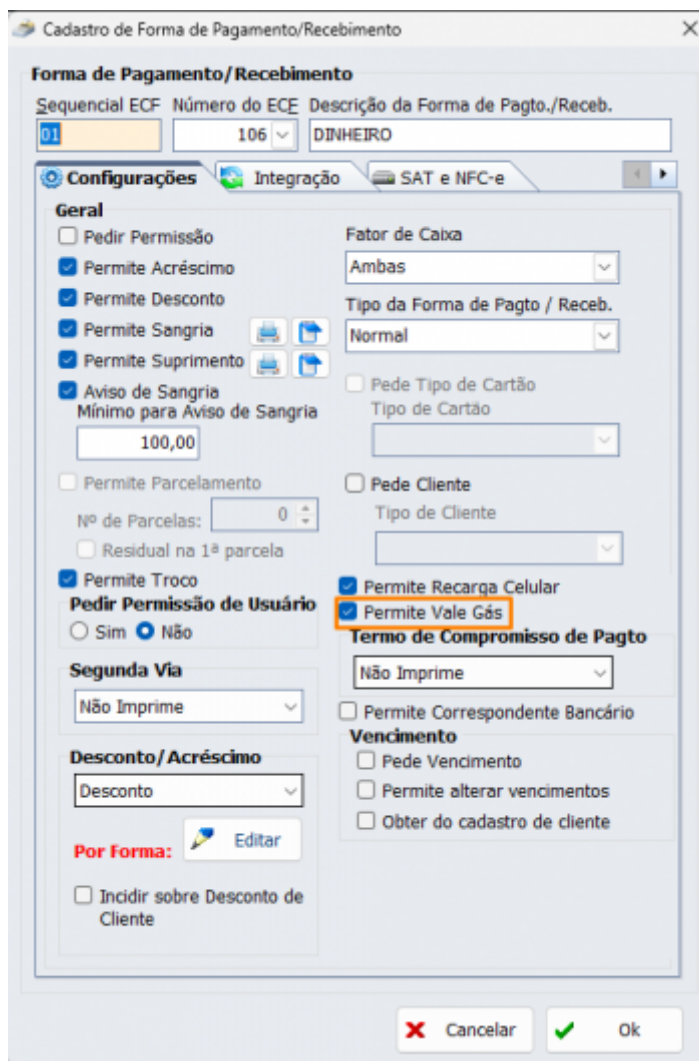 Cadastro de Forma de Pagamento/Recebimento
Forma de Pagamento/Recebimento
Sequencial ECF Número do ECF Descrição da Forma de Pagto./Receb.
01 106 DINHEIRO
Configurações Integração SAT e NFC-e
Geral
Pedir Permissão
Permite Acréscimo
Permite Desconto
Permite Sangria
Permite Suprimento
Aviso de Sangria
Mínimo para Aviso de Sangria
100,00
Permite Parcelamento
Nº de Parcelas: 0
Residual na 1ª parcela
Permite Troco
Pedir Permissão de Usuário
Sim Não
Segunda Via
Não Imprime
Desconto/Acréscimo
Desconto
Por Forma: Editar
Incidir sobre Desconto de
Cliente
Fator de Caixa
Ambas
Tipo da Forma de Pagto / Receb.
Normal
Pede Tipo de Cartão
Tipo de Cartão
Pede Cliente
Tipo de Cliente
Permite Recarga Celular
Permite Vale Gás
Termo de Compromisso de Pagto
Não Imprime
Permite Correspondente Bancário
Vencimento
Pede Vencimento
Permite alterar vencimentos
Obter do cadastro de cliente
Cancelar Ok